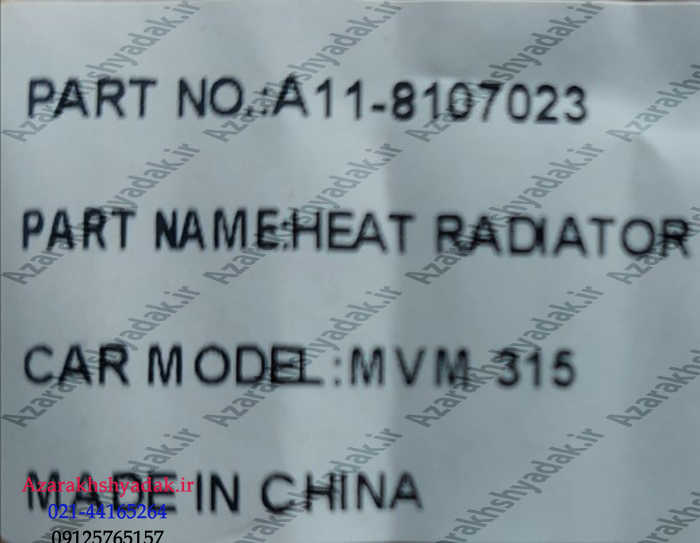 PART NO.:A11-8107023
PART NAME:HEAT RADIATOR
CAR MODEL:MVM 315
MADE IN CHINA
Azarakhshyadak.ir
021-44165264
09125765157